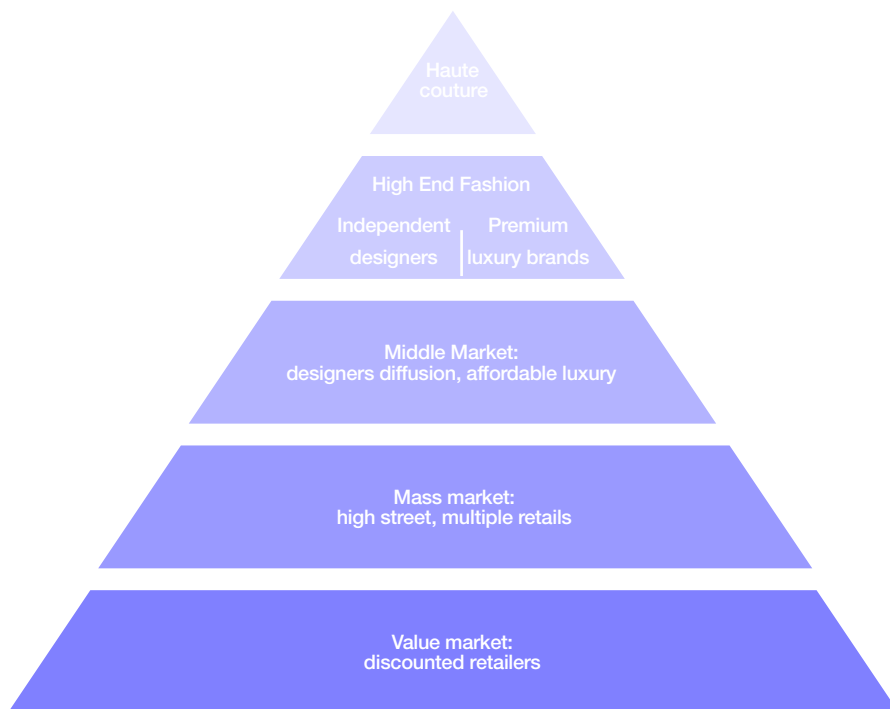 Haute
couture
High End Fashion
Independent
designers
Premium
luxury brands
Middle Market:
designers diffusion, affordable luxury
Mass market:
high street, multiple retails
Value market:
discounted retailers